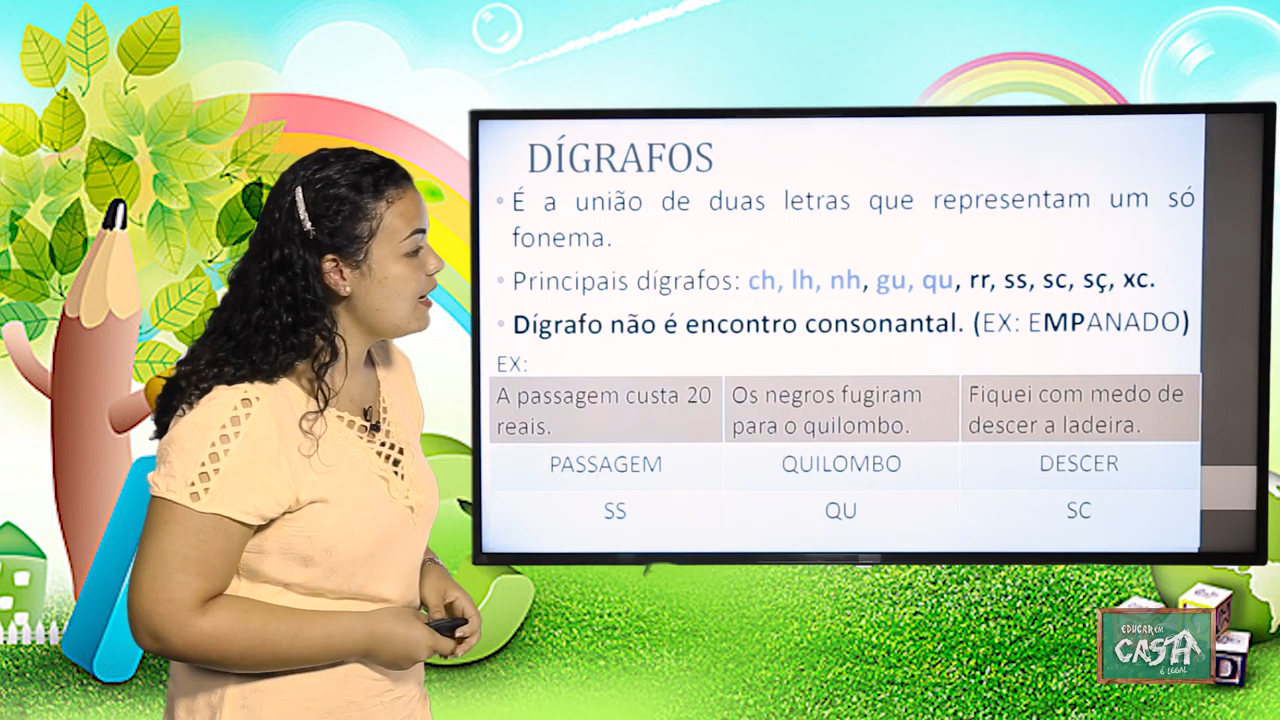 DÍGRAFOS
• É a união de duas letras que representam um só
fonema.
• Principais dígrafos: ch, lh, nh, gu, qu, rr, ss, sc, sç, xc.
• Dígrafo não é encontro consonantal. (EX: EMPANADO)
EX:
A passagem custa 20
reais.
Os negros fugiram
para o quilombo.
Fiquei com medo de
descer a ladeira.
PASSAGEM QUILOMBO DESCER
SS QU SC
EDUCAR EM
CASA
É LEGAL